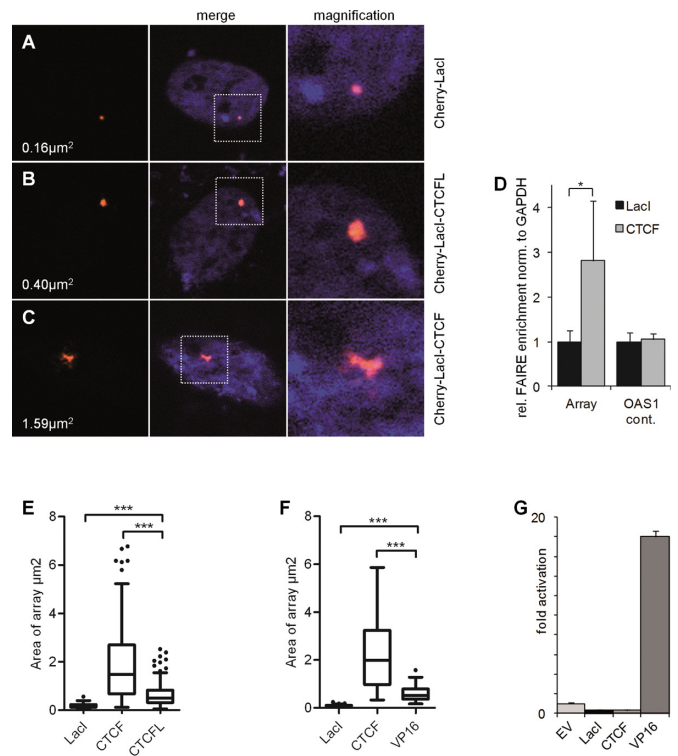 merge magnification
A
0.16µm²
Cherry-LacI
B
0.40µm²
Cherry-LacI-CTCFL
C
1.59µm²
Cherry-LacI-CTCF
D
rel. FAIRE enrichment norm. to GAPDH
4
3
2
1
0
*
LacI
CTCF
Array OAS1 cont.
E
Area of array µm2
8
6
4
2
0
***
***
LacI CTCF CTCFL
F
Area of array µm2
8
6
4
2
0
***
***
LacI CTCF VP16
G
fold activation
20
0
EV LacI CTCF VP16